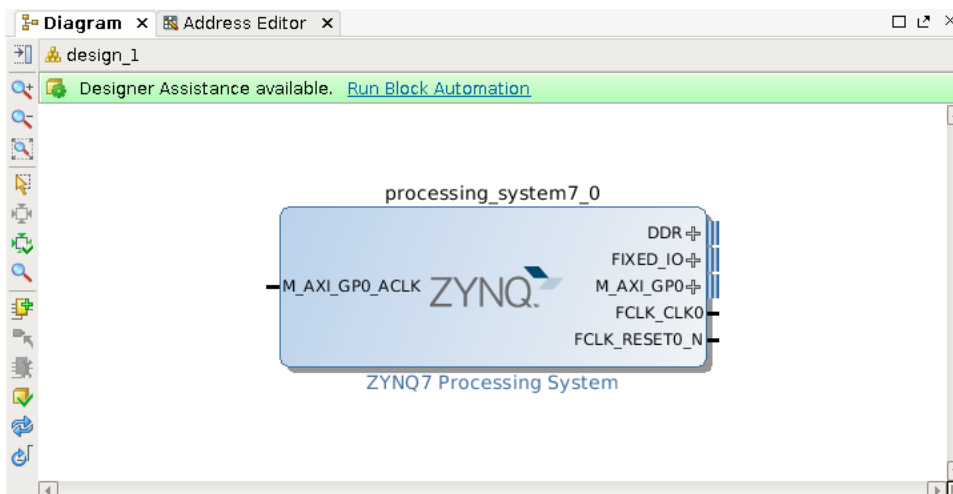 Diagram × Address Editor ×
design_1
Designer Assistance available. Run Block Automation
processing_system7_0
DDR
FIXED_IO
M_AXI_GP0_ACLK ZYNQ. M_AXI_GP0
FCLK_CLK0
FCLK_RESET0_N
ZYNQ7 Processing System